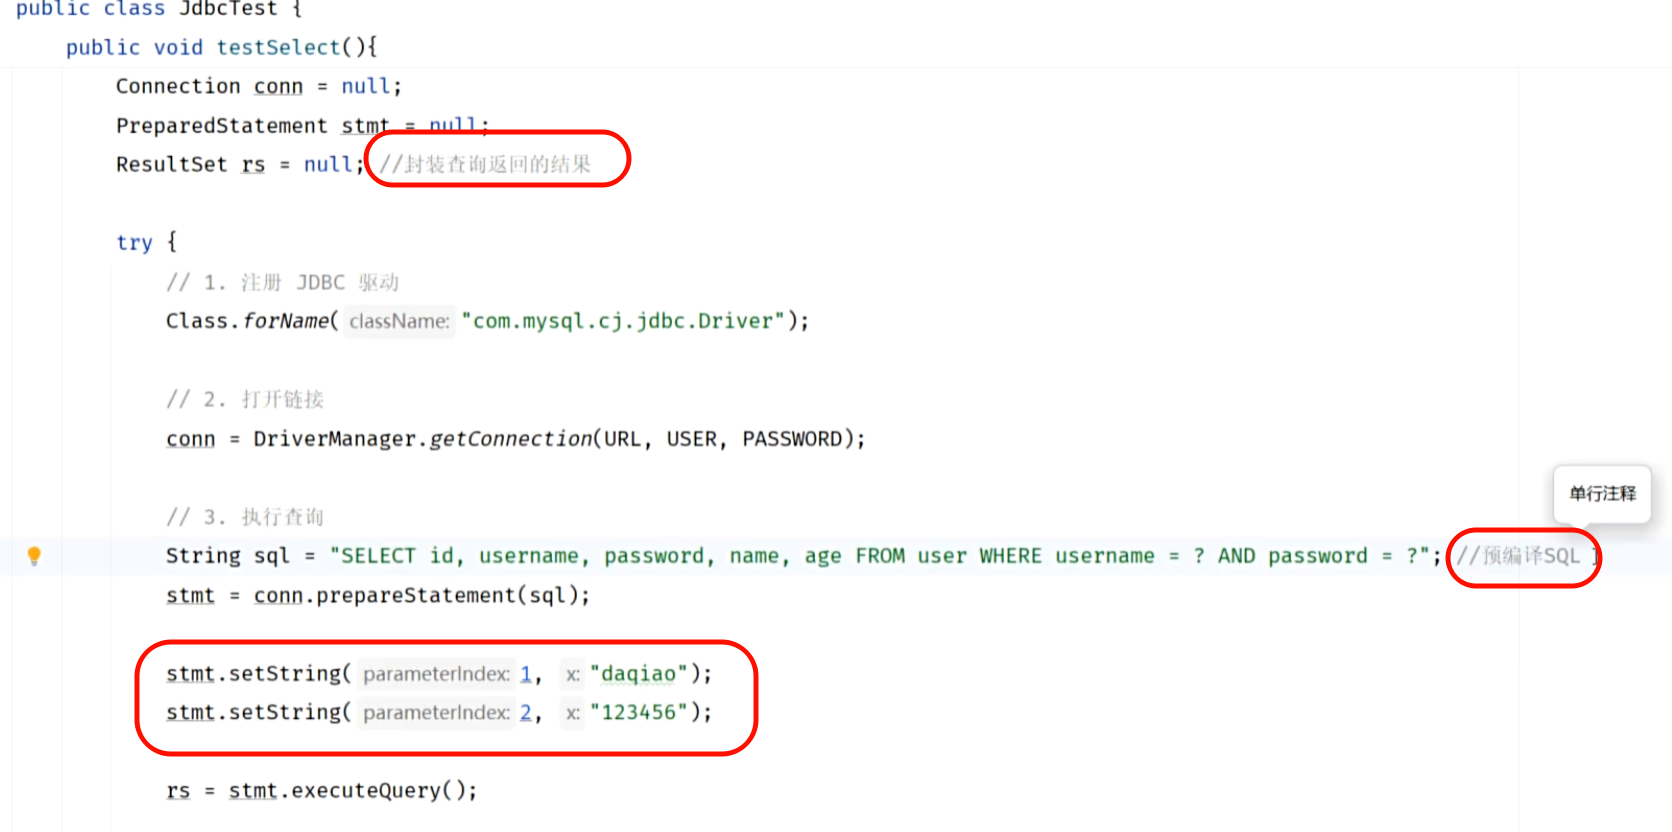 public class JdbcTest {
public void testSelect(){
Connection conn = null;
PreparedStatement stmt = null;
ResultSet rs = null; //封装查询返回的结果
try {
// 1. 注册 JDBC 驱动
Class.forName( className: "com.mysql.cj.jdbc.Driver");
// 2. 打开链接
conn = DriverManager.getConnection(URL, USER, PASSWORD);
单行注释
// 3. 执行查询
String sql = "SELECT id, username, password, name, age FROM user WHERE username = ? AND password = ?"; //预编译SQL
stmt = conn.prepareStatement(sql);
stmt.setString( parameterIndex: 1, x: "daqiao");
stmt.setString( parameterIndex: 2, x: "123456");
rs = stmt.executeQuery();